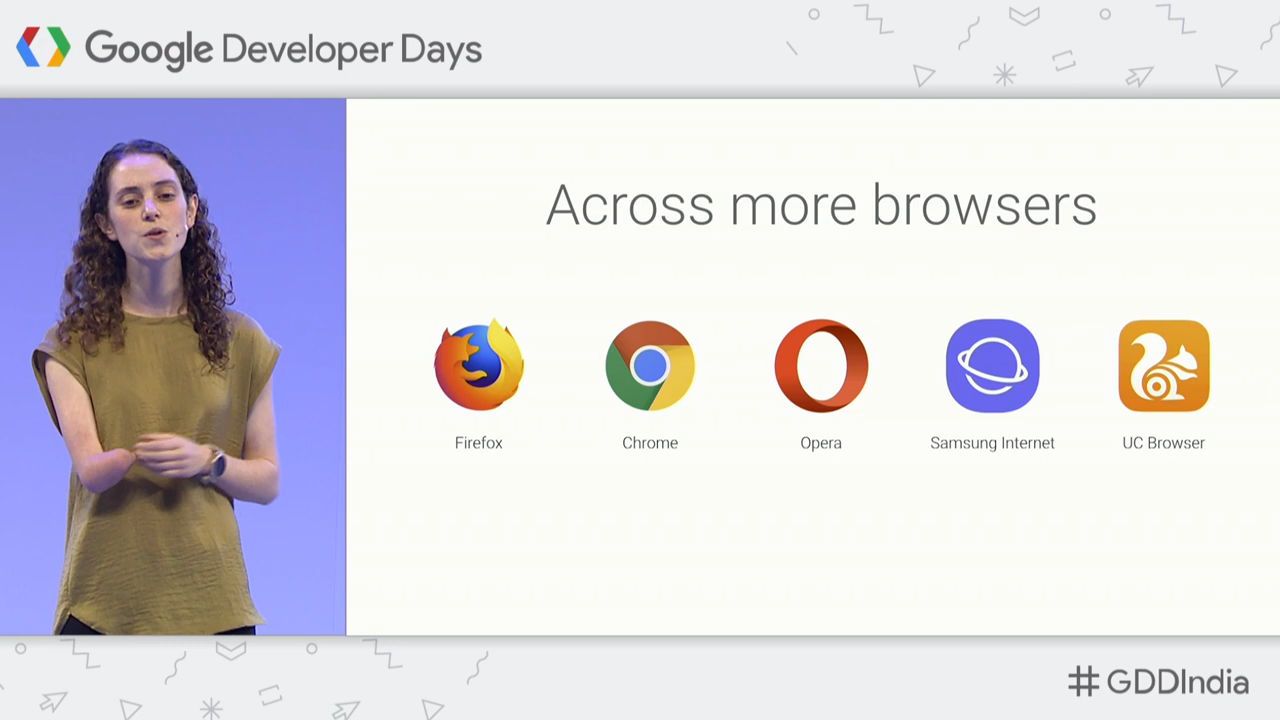 Google Developer Days
Across more browsers
Firefox
Chrome
Opera
Samsung Internet
UC Browser
#GDDIndia